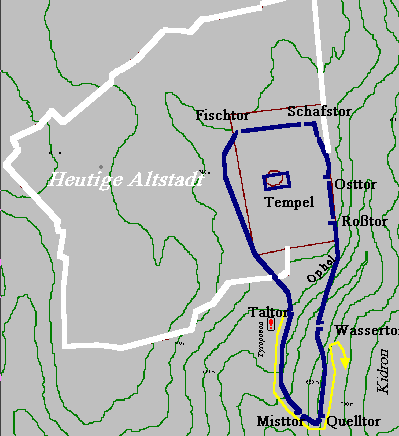 Fischtor
Schafstor
Heutige Altstadt
Osttor
Tempel
Roßtor
Ophel
Taltor
Wassertor
Kidron
Misttor
Quelltor